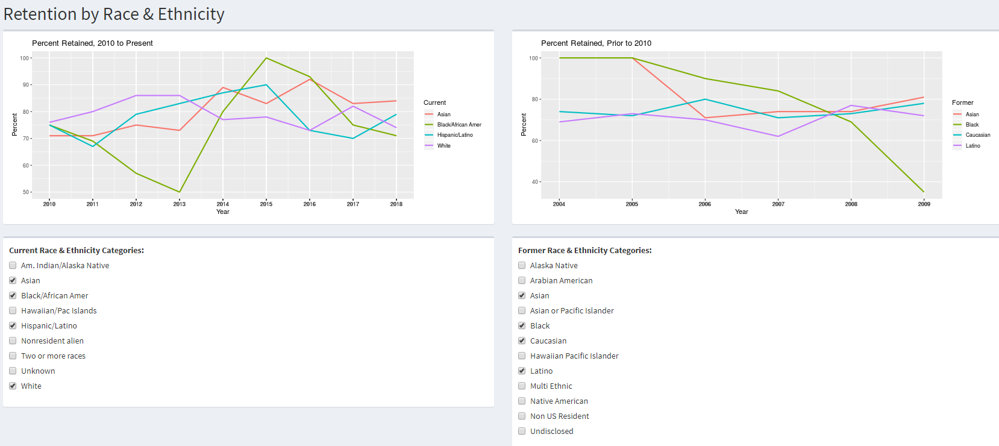 Retention by Race & Ethnicity
Percent Retained, 2010 to Present
100
90
80
70
60
50
Percent
2010 2011 2012 2013 2014 2015 2016 2017 2018
Year
Current
Asian
Black/African Amer
Hispanic/Latino
White
Percent Retained, Prior to 2010
100
80
60
40
Percent
2004 2005 2006 2007 2008 2009
Year
Former
Asian
Black
Caucasian
Latino
Current Race & Ethnicity Categories:
Am. Indian/Alaska Native
Asian
Black/African Amer
Hawaiian/Pac Islands
Hispanic/Latino
Nonresident alien
Two or more races
Unknown
White
Former Race & Ethnicity Categories:
Alaska Native
Arabian American
Asian
Asian or Pacific Islander
Black
Caucasian
Hawaiian Pacific Islander
Latino
Multi Ethnic
Native American
Non US Resident
Undisclosed